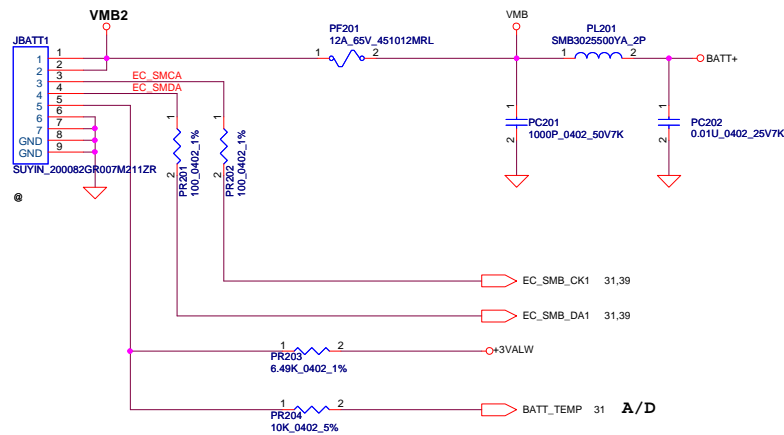 VMB2
JBATT1
1 1
2 2
3 3
4 4
5 5
6 6
7 7
GND 8
GND 9
SUYIN_200082GR007M211ZR
@
EC_SMCA
EC_SMDA
PF201
12A_65V_451012MRL
1 2
VMB
PL201
SMB3025500YA_2P
1 2
BATT+
1
PC201
1000P_0402_50V7K
2
1
PC202
0.01U_0402_25V7K
2
1
2
PR201
100_0402_1%
1
2
PR202
100_0402_1%
EC_SMB_CK1 31,39
EC_SMB_DA1 31,39
1 2
PR203
6.49K_0402_1%
+3VALW
1 2
PR204
10K_0402_5%
BATT_TEMP 31 A/D